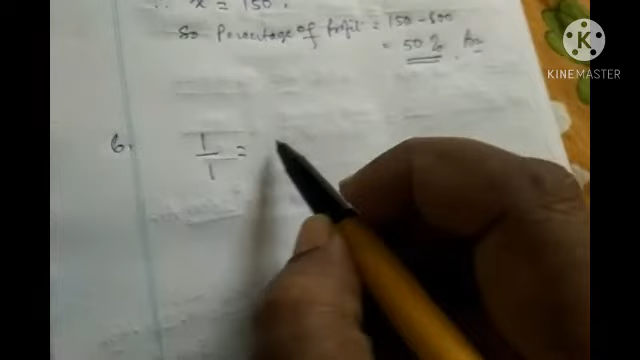 ∴ x = 150.
So Percentage of profit = 150-100
= 50%. Ans
6. 1/1 =
KINEMASTER